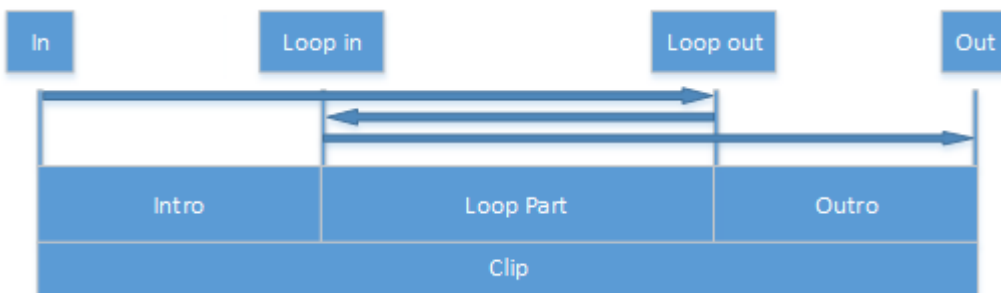 In
Loop in
Loop out
Out
Intro
Loop Part
Outro
Clip